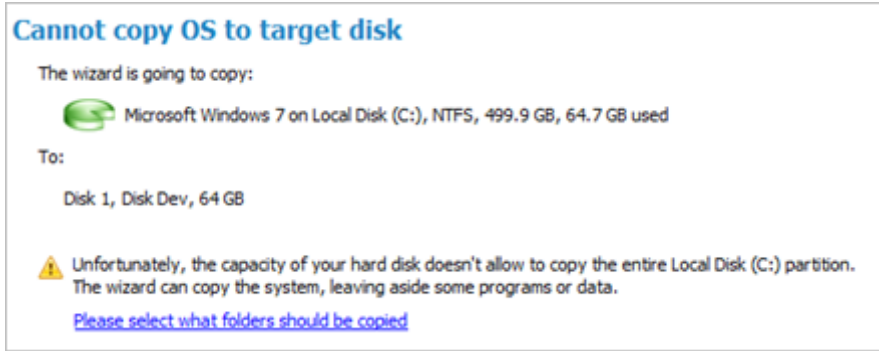 Cannot copy OS to target disk
The wizard is going to copy:
Microsoft Windows 7 on Local Disk (C:), NTFS, 499.9 GB, 64.7 GB used
To:
Disk 1, Disk Dev, 64 GB
Unfortunately, the capacity of your hard disk doesn't allow to copy the entire Local Disk (C:) partition.
The wizard can copy the system, leaving aside some programs or data.
Please select what folders should be copied